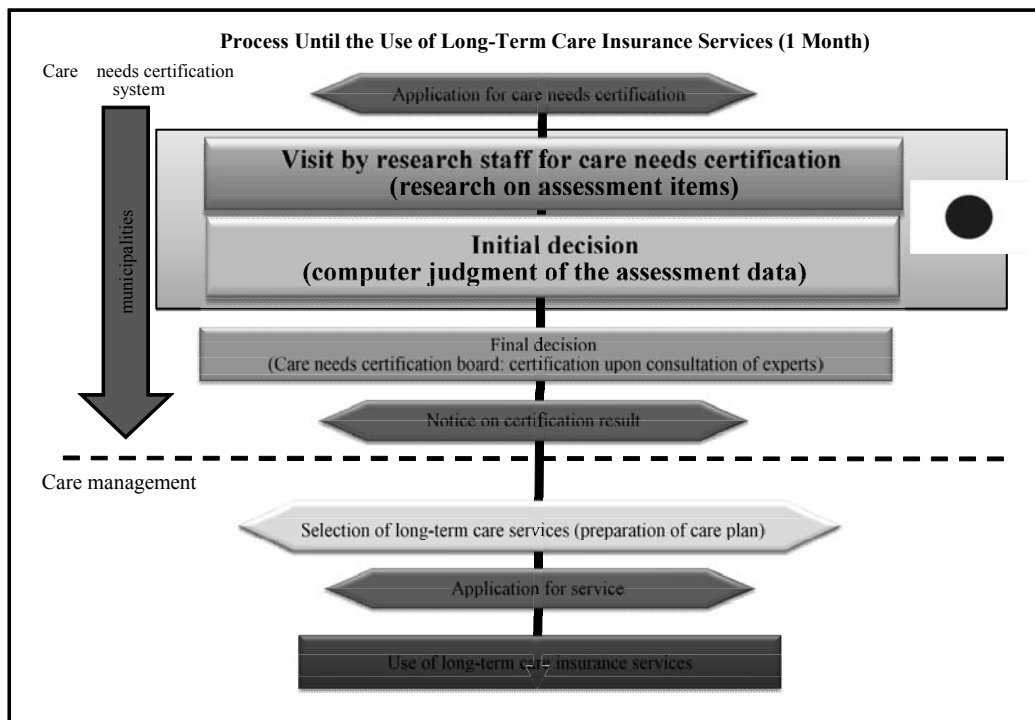 Process Until the Use of Long-Term Care Insurance Services (1 Month)
Care needs certification
system
Application for care needs certification
Visit by research staff for care needs certification
(research on assessment items)
Initial decision
(computer judgment of the assessment data)
municipalities
Final decision
(Care needs certification board: certification upon consultation of experts)
Notice on certification result
Care management
Selection of long-term care services (preparation of care plan)
Application for service
Use of long-term care insurance services